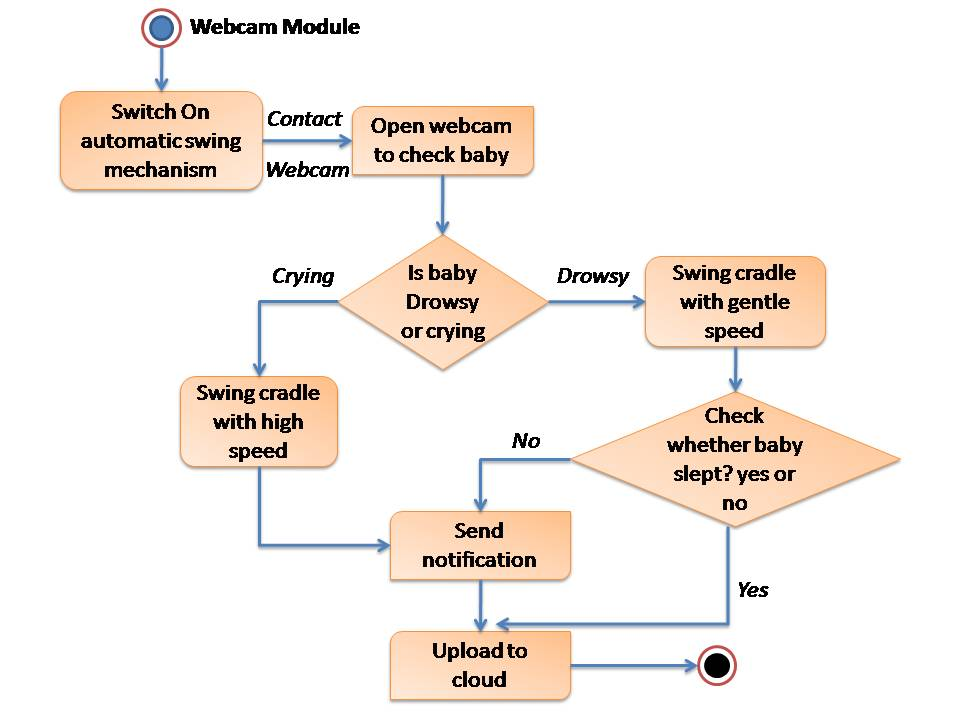 Webcam Module
Switch On
automatic swing
mechanism
Contact
Webcam
Open webcam
to check baby
Is baby
Drowsy
or crying
Crying
Drowsy
Swing cradle
with gentle
speed
Swing cradle
with high
speed
Check
whether baby
slept? yes or
no
No
Send
notification
Yes
Upload to
cloud